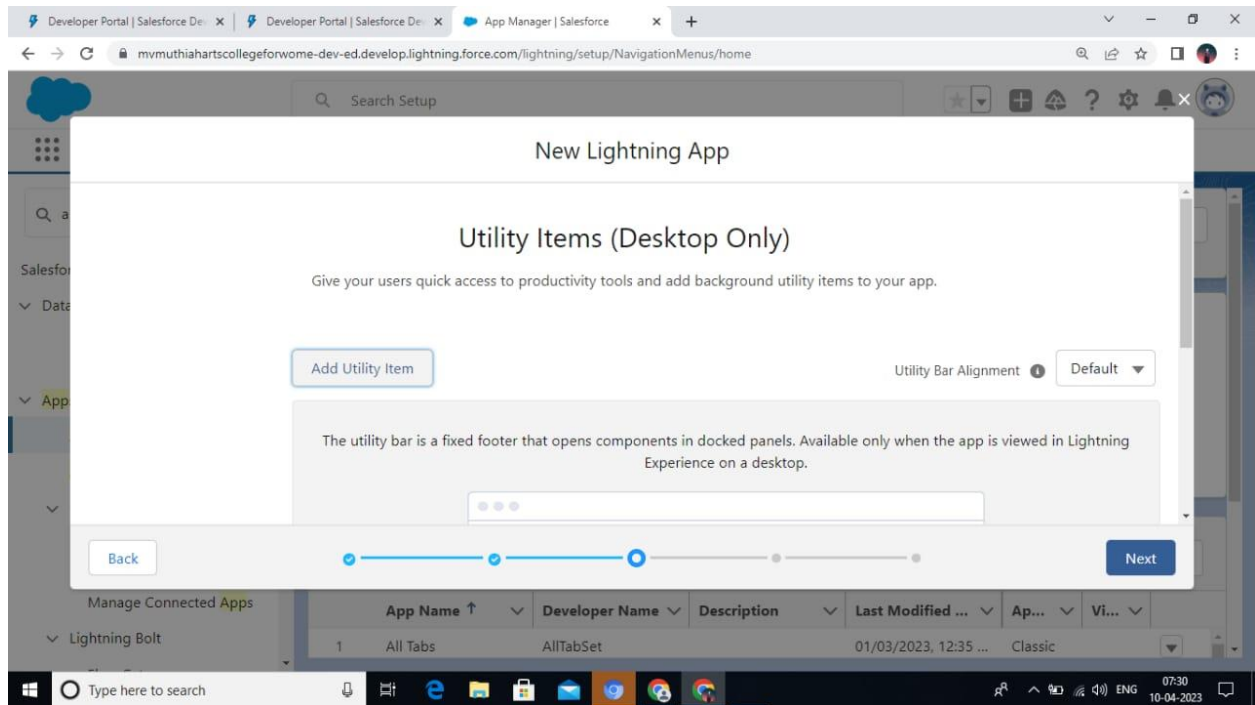 Developer Portal | Salesforce De
Developer Portal | Salesforce De
App Manager | Salesforce
mvmuthiahartscollegeforwome-dev-ed.develop.lightning.force.com/lightning/setup/NavigationMenus/home
Search Setup
New Lightning App
a
Utility Items (Desktop Only)
Salesfor
Give your users quick access to productivity tools and add background utility items to your app.
Data
Add Utility Item
Utility Bar Alignment
Default
App
The utility bar is a fixed footer that opens components in docked panels. Available only when the app is viewed in Lightning
Experience on a desktop.
Back
Next
Manage Connected Apps
App Name
Developer Name
Description
Last Modified ...
Ap...
Vi...
Lightning Bolt
1
All Tabs
AllTabSet
01/03/2023, 12:35 ...
Classic
Type here to search
ENG
07:30
10-04-2023